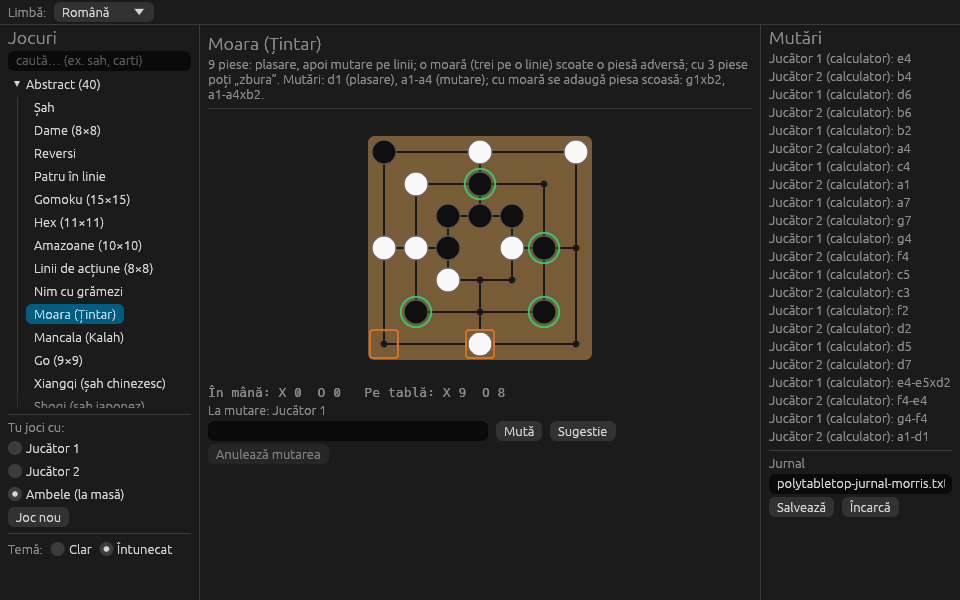 Limbă: Română
Jocuri
caută… (ex. sah, carti)
Abstract (40)
Șah
Dame (8×8)
Reversi
Patru în linie
Gomoku (15×15)
Hex (11×11)
Amazoane (10×10)
Linii de acțiune (8×8)
Nim cu grămezi
Moara (Țintar)
Mancala (Kalah)
Go (9×9)
Xiangqi (șah chinezesc)
Shogi (șah japonez)
Tu joci cu:
Jucător 1
Jucător 2
Ambele (la masă)
Joc nou
Temă: Clar Întunecat
Moara (Țintar)
9 piese: plasare, apoi mutare pe linii; o moară (trei pe o linie) scoate o piesă adversă; cu 3 piese
poți „zbura”. Mutări: d1 (plasare), a1-a4 (mutare); cu moară se adaugă piesa scoasă: g1xb2,
a1-a4xb2.
În mână: X 0 O 0 Pe tablă: X 9 O 8
La mutare: Jucător 1
Mută Sugestie
Anulează mutarea
Mutări
Jucător 1 (calculator): e4
Jucător 2 (calculator): b4
Jucător 1 (calculator): d6
Jucător 2 (calculator): b6
Jucător 1 (calculator): b2
Jucător 2 (calculator): a4
Jucător 1 (calculator): c4
Jucător 2 (calculator): a1
Jucător 1 (calculator): a7
Jucător 2 (calculator): g7
Jucător 1 (calculator): g4
Jucător 2 (calculator): f4
Jucător 1 (calculator): c5
Jucător 2 (calculator): c3
Jucător 1 (calculator): f2
Jucător 2 (calculator): d2
Jucător 1 (calculator): d5
Jucător 2 (calculator): d7
Jucător 1 (calculator): e4-e5xd2
Jucător 2 (calculator): f4-e4
Jucător 1 (calculator): g4-f4
Jucător 2 (calculator): a1-d1
Jurnal
polytabletop-jurnal-morris.txt
Salvează Încarcă